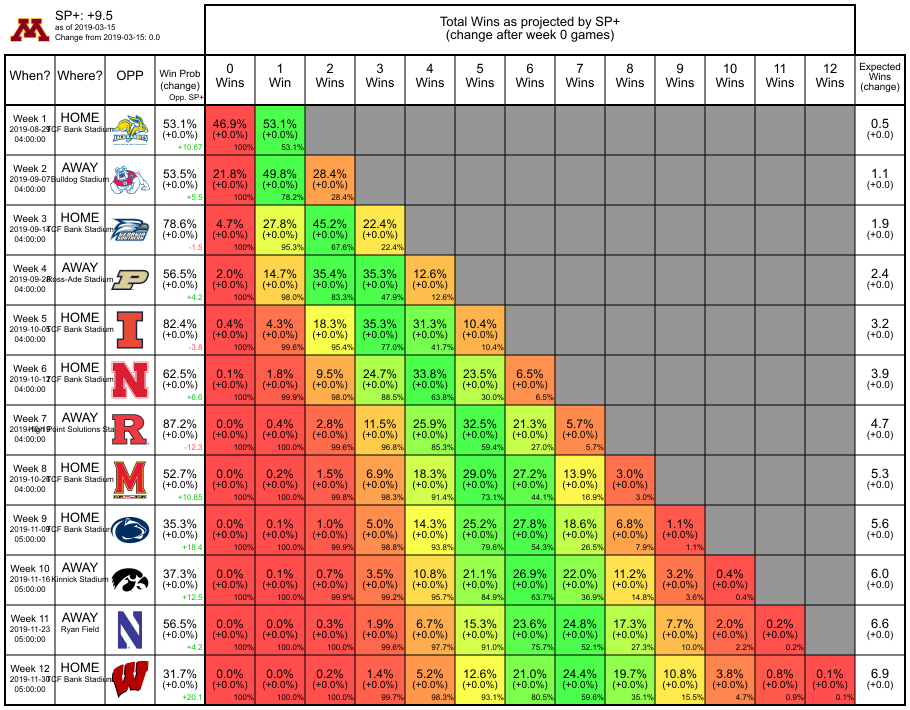 SP+: +9.5
as of 2019-03-15
Change from 2019-03-15: 0.0
Total Wins as projected by SP+
(change after week 0 games)
When? Where? OPP Win Prob (change) Opp. SP+ 0 Wins 1 Win 2 Wins 3 Wins 4 Wins 5 Wins 6 Wins 7 Wins 8 Wins 9 Wins 10 Wins 11 Wins 12 Wins Expected Wins (change)
Week 1 HOME 53.1% 46.9% 53.1% 0.5
2019-08-29 TCF Bank Stadium (+0.0%) (+0.0%) (+0.0%) (+0.0)
04:00:00 +10.67 100% 53.1%
Week 2 AWAY 53.5% 21.8% 49.8% 28.4% 1.1
2019-09-07 Bulldog Stadium (+0.0%) (+0.0%) (+0.0%) (+0.0%) (+0.0)
04:00:00 +5.5 100% 78.2% 28.4%
Week 3 HOME 78.6% 4.7% 27.8% 45.2% 22.4% 1.9
2019-09-14 TCF Bank Stadium (+0.0%) (+0.0%) (+0.0%) (+0.0%) (+0.0%) (+0.0)
04:00:00 -1.5 100% 95.3% 67.6% 22.4%
Week 4 AWAY 56.5% 2.0% 14.7% 35.4% 35.3% 12.6% 2.4
2019-09-28 Ross-Ade Stadium (+0.0%) (+0.0%) (+0.0%) (+0.0%) (+0.0%) (+0.0%) (+0.0)
04:00:00 +4.2 100% 98.0% 83.3% 47.9% 12.6%
Week 5 HOME 82.4% 0.4% 4.3% 18.3% 35.3% 31.3% 10.4% 3.2
2019-10-05 TCF Bank Stadium (+0.0%) (+0.0%) (+0.0%) (+0.0%) (+0.0%) (+0.0%) (+0.0%) (+0.0)
04:00:00 -3.8 100% 99.6% 95.4% 77.0% 41.7% 10.4%
Week 6 HOME 62.5% 0.1% 1.8% 9.5% 24.7% 33.8% 23.5% 6.5% 3.9
2019-10-12 TCF Bank Stadium (+0.0%) (+0.0%) (+0.0%) (+0.0%) (+0.0%) (+0.0%) (+0.0%) (+0.0%) (+0.0)
04:00:00 +6.6 100% 99.9% 98.0% 88.5% 63.8% 30.0% 6.5%
Week 7 AWAY 87.2% 0.0% 0.4% 2.8% 11.5% 25.9% 32.5% 21.3% 5.7% 4.7
Point Solutions (+0.0%) (+0.0%) (+0.0%) (+0.0%) (+0.0%) (+0.0%) (+0.0%) (+0.0%) (+0.0%) (+0.0)
04:00:00 -12.3 100% 100.0% 99.6% 96.8% 85.3% 59.4% 27.0% 5.7%
Week 8 HOME 52.7% 0.0% 0.2% 1.5% 6.9% 18.3% 29.0% 27.2% 13.9% 3.0% 5.3
2019-10-26 TCF Bank Stadium (+0.0%) (+0.0%) (+0.0%) (+0.0%) (+0.0%) (+0.0%) (+0.0%) (+0.0%) (+0.0%) (+0.0%) (+0.0)
04:00:00 +10.85 100% 100.0% 99.8% 98.3% 91.4% 73.1% 44.1% 16.9% 3.0%
Week 9 HOME 35.3% 0.0% 0.1% 1.0% 5.0% 14.3% 25.2% 27.8% 18.6% 6.8% 1.1% 5.6
2019-11-09 TCF Bank Stadium (+0.0%) (+0.0%) (+0.0%) (+0.0%) (+0.0%) (+0.0%) (+0.0%) (+0.0%) (+0.0%) (+0.0%) (+0.0%) (+0.0)
05:00:00 +18.4 100% 100.0% 99.9% 98.8% 93.8% 79.6% 54.3% 26.5% 7.9% 1.1%
Week 10 AWAY 37.3% 0.0% 0.1% 0.7% 3.5% 10.8% 21.1% 26.9% 22.0% 11.2% 3.2% 0.4% 6.0
2019-11-16 Kinnick Stadium (+0.0%) (+0.0%) (+0.0%) (+0.0%) (+0.0%) (+0.0%) (+0.0%) (+0.0%) (+0.0%) (+0.0%) (+0.0%) (+0.0%) (+0.0)
05:00:00 +12.5 100% 100.0% 99.9% 99.2% 95.7% 84.9% 63.7% 36.9% 14.8% 3.6% 0.4%
Week 11 AWAY 56.5% 0.0% 0.0% 0.3% 1.9% 6.7% 15.3% 23.6% 24.8% 17.3% 7.7% 2.0% 0.2% 6.6
2019-11-23 Ryan Field (+0.0%) (+0.0%) (+0.0%) (+0.0%) (+0.0%) (+0.0%) (+0.0%) (+0.0%) (+0.0%) (+0.0%) (+0.0%) (+0.0%) (+0.0%) (+0.0)
05:00:00 +4.2 100% 100.0% 100.0% 99.6% 97.7% 91.0% 75.7% 52.1% 27.3% 10.0% 2.2% 0.2%
Week 12 HOME 31.7% 0.0% 0.0% 0.2% 1.4% 5.2% 12.6% 21.0% 24.4% 19.7% 10.8% 3.8% 0.8% 0.1% 6.9
2019-11-30 TCF Bank Stadium (+0.0%) (+0.0%) (+0.0%) (+0.0%) (+0.0%) (+0.0%) (+0.0%) (+0.0%) (+0.0%) (+0.0%) (+0.0%) (+0.0%) (+0.0%) (+0.0%) (+0.0)
05:00:00 +20.1 100% 100.0% 100.0% 99.7% 98.3% 93.1% 80.5% 59.6% 35.1% 15.5% 4.7% 0.9% 0.1%